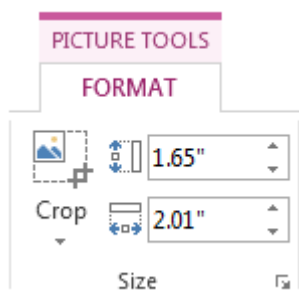 PICTURE TOOLS
FORMAT
1.65"
Crop
2.01"
Size